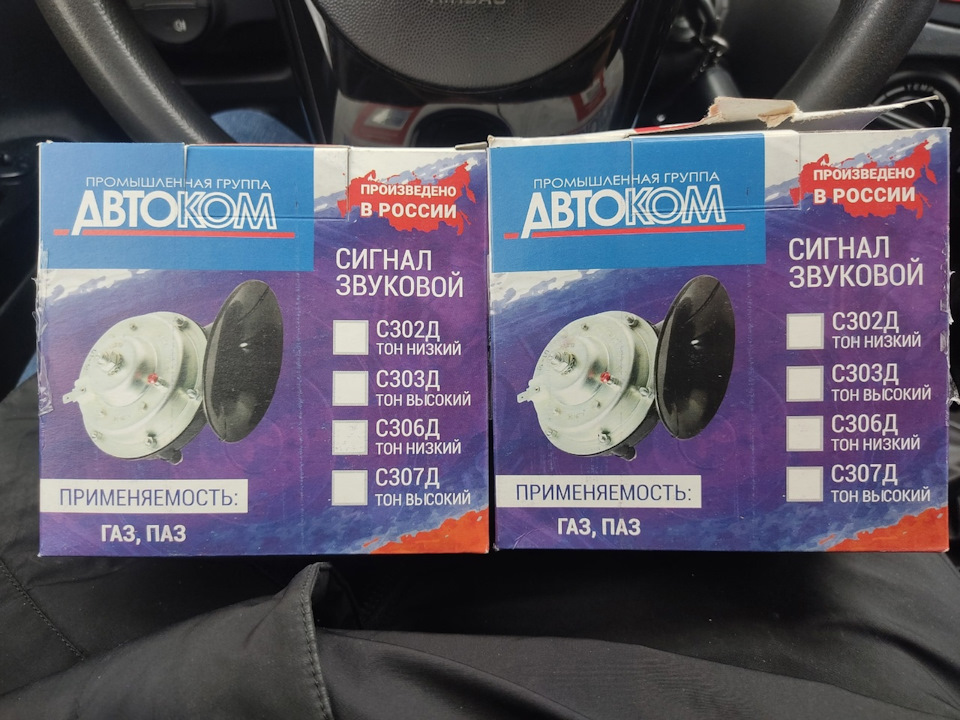 AIRBAG
TEMP
ПРОМЫШЛЕННАЯ ГРУППА
АВТОКОМ
ПРОИЗВЕДЕНО
В РОССИИ
СИГНАЛ
ЗВУКОВОЙ
С302Д
ТОН НИЗКИЙ
С303Д
ТОН ВЫСОКИЙ
С306Д
ТОН НИЗКИЙ
С307Д
ТОН ВЫСОКИЙ
ПРИМЕНЯЕМОСТЬ:
ГАЗ, ПАЗ
ПРОМЫШЛЕННАЯ ГРУППА
АВТОКОМ
ПРОИЗВЕДЕНО
В РОССИИ
СИГНАЛ
ЗВУКОВОЙ
С302Д
ТОН НИЗКИЙ
С303Д
ТОН ВЫСОКИЙ
С306Д
ТОН НИЗКИЙ
С307Д
ТОН ВЫСОКИЙ
ПРИМЕНЯЕМОСТЬ:
ГАЗ, ПАЗ